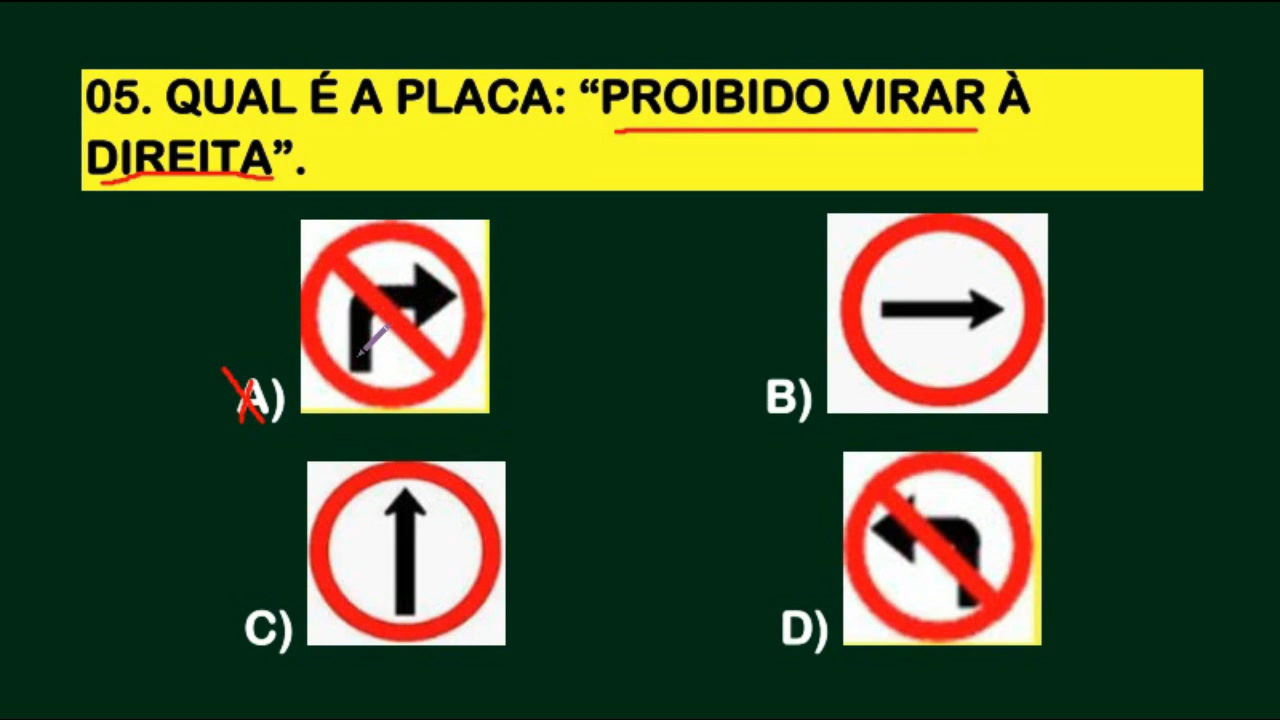 05. QUAL É A PLACA: “PROIBIDO VIRAR À
DIREITA”.
A)
B)
C)
D)